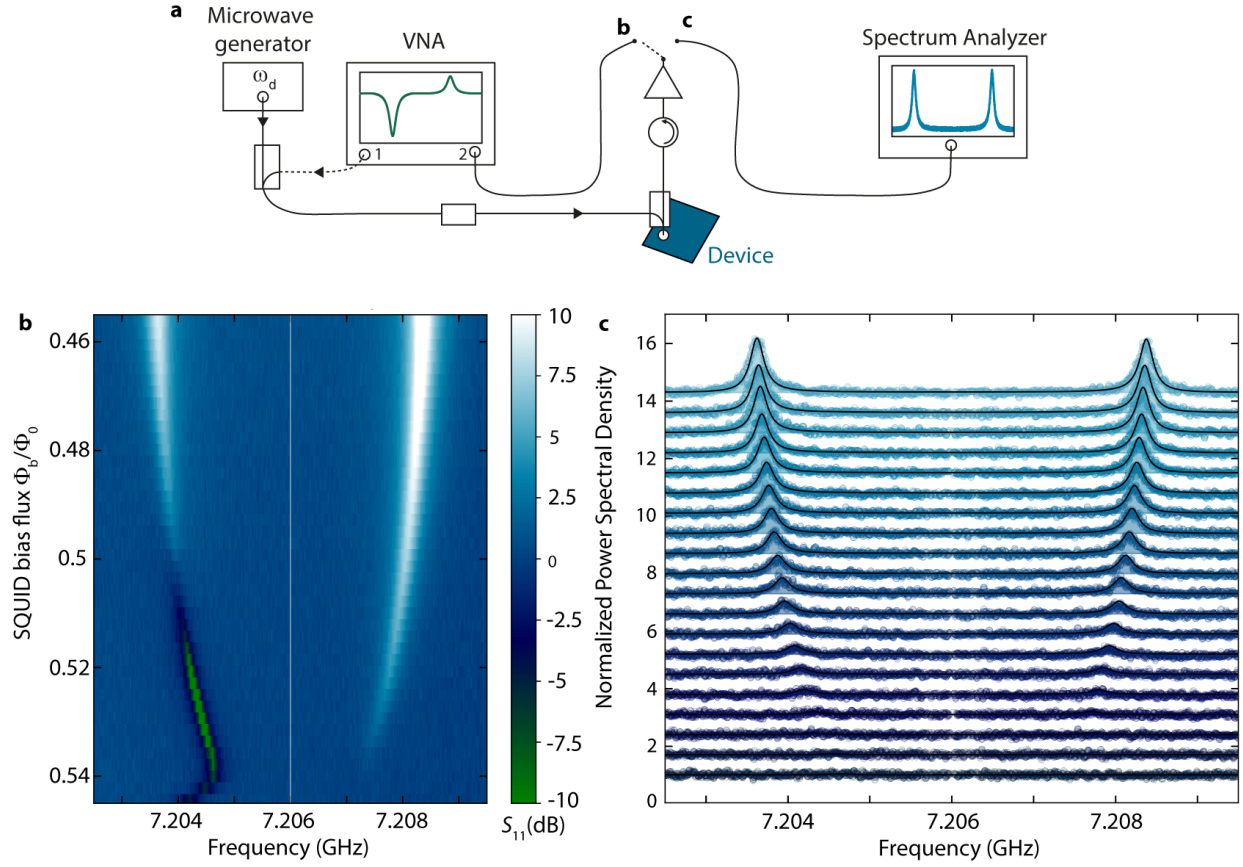 a
Microwave
generator
ω_d
VNA
1
2
b
c
Spectrum Analyzer
Device
b
SQUID bias flux Φ_b/Φ_0
0.46
0.48
0.5
0.52
0.54
7.204
7.206
7.208
Frequency (GHz)
10
7.5
5
2.5
0
-2.5
-5
-7.5
-10
S_11(dB)
c
Normalized Power Spectral Density
16
14
12
10
8
6
4
2
0
7.204
7.206
7.208
Frequency (GHz)